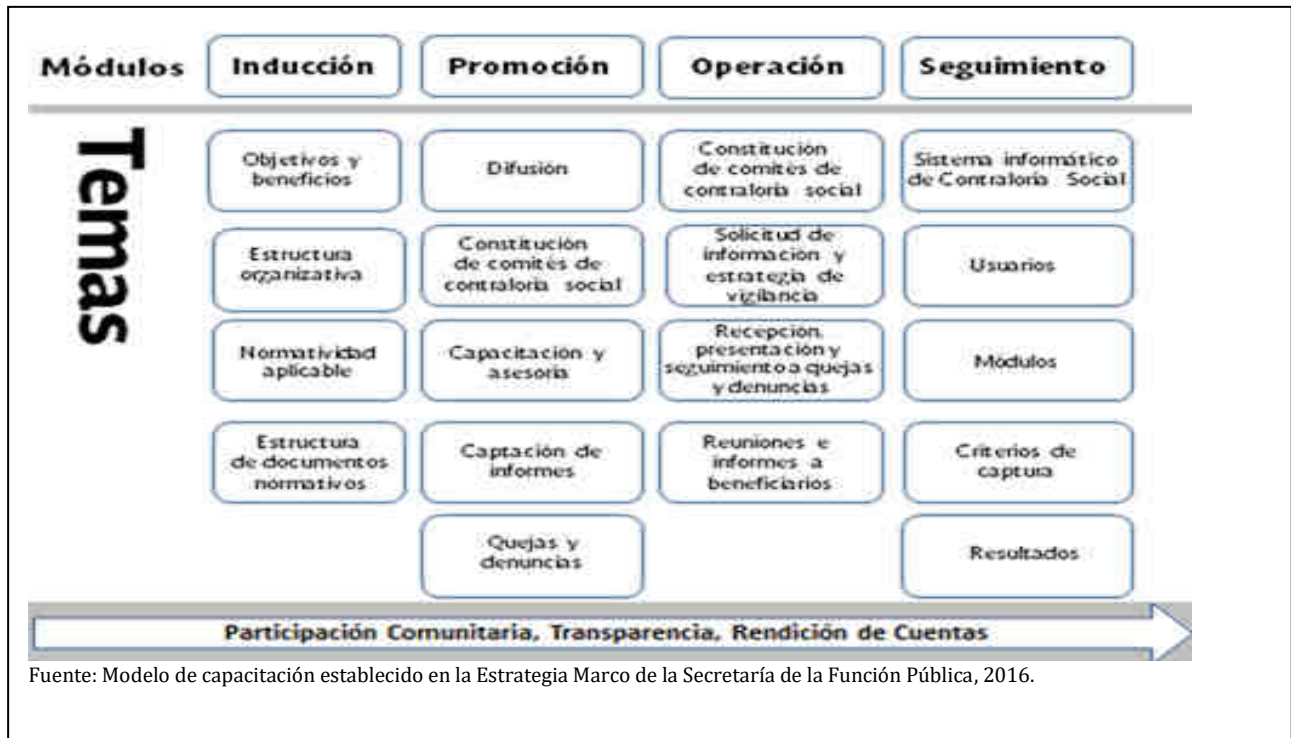 Módulos
Inducción
Promoción
Operación
Seguimiento
Temas
Objetivos y
beneficios
Estructura
organizativa
Normatividad
aplicable
Estructura
de documentos
normativos
Difusión
Constitución
de comités de
contraloría social
Capacitación y
asesoría
Captación de
informes
Quejas y
denuncias
Constitución
de comités de
contraloría social
Solicitud de
información y
estrategia de
vigilancia
Recepción,
presentación y
seguimiento a quejas
y denuncias
Reuniones e
informes a
beneficiarios
Sistema informático
de Contraloría Social
Usuarios
Módulos
Criterios de
captura
Resultados
Participación Comunitaria, Transparencia, Rendición de Cuentas
Fuente: Modelo de capacitación establecido en la Estrategia Marco de la Secretaría de la Función Pública, 2016.